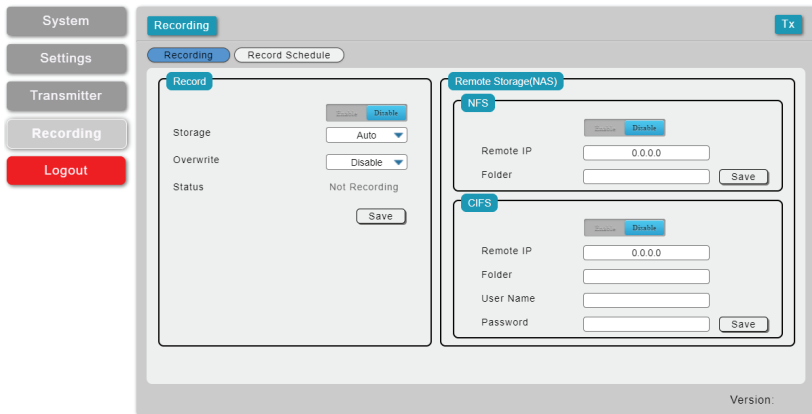 System
Settings
Transmitter
Recording
Logout
Recording
Tx
Recording
Record Schedule
Record
Enable Disable
Storage Auto
Overwrite Disable
Status Not Recording
Save
Remote Storage(NAS)
NFS
Enable Disable
Remote IP 0.0.0.0
Folder Save
CIFS
Enable Disable
Remote IP 0.0.0.0
Folder
User Name
Password Save
Version: